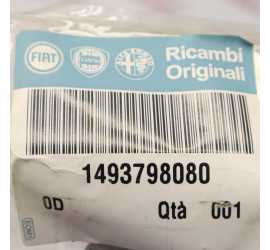 FIAT
Ricambi
Originali
1493798080
0D
Qtà 001